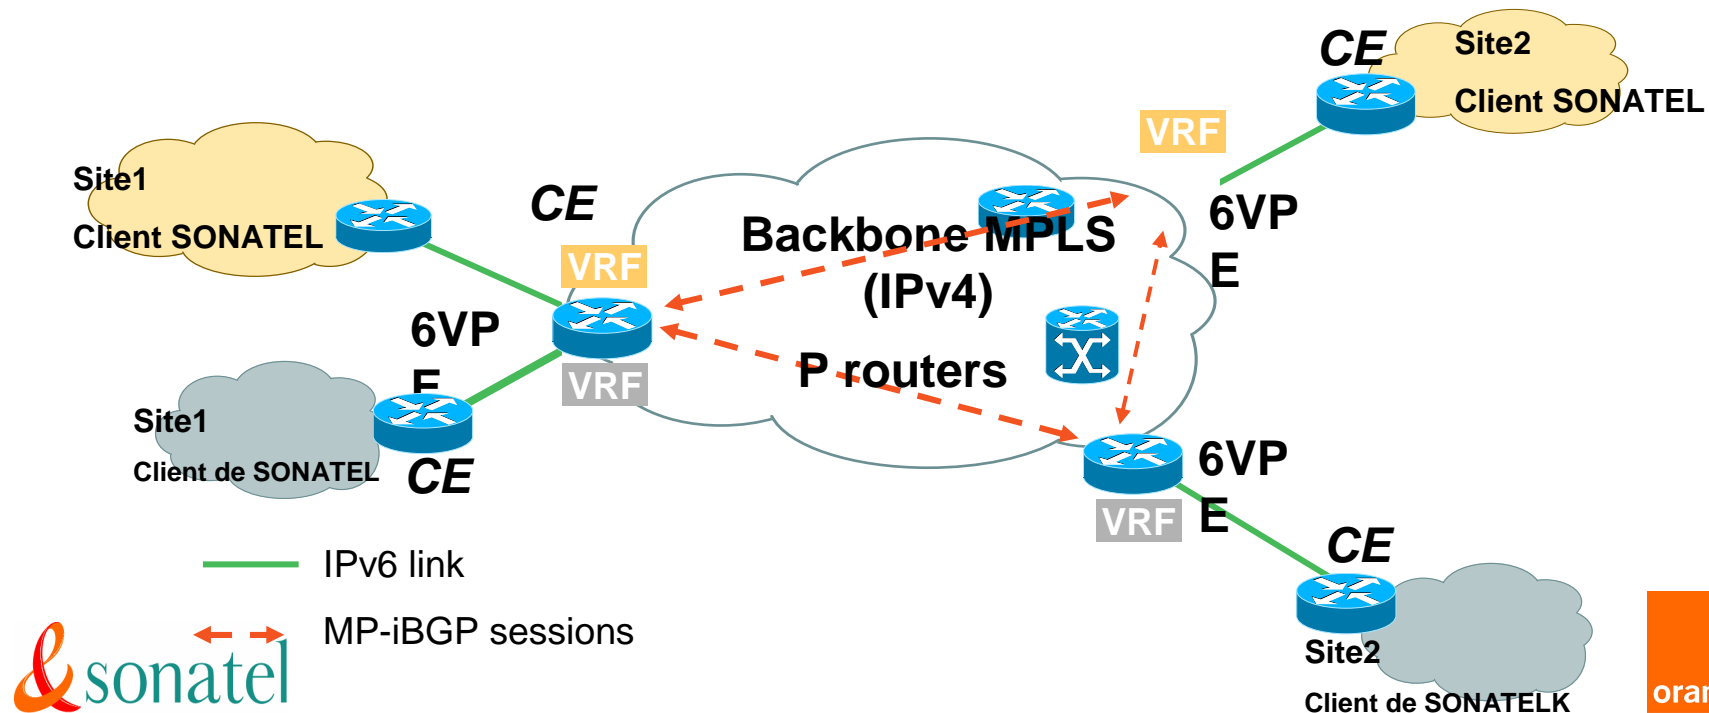 CE
Site2
Client SONATEL
VRF
Site1
Client SONATEL
CE
6VP
E
Backbone MPLS
(IPv4)
VRF
6VP
E
P routers
VRF
Site1
Client de SONATEL
CE
6VP
E
VRF
CE
IPv6 link
MP-iBGP sessions
&sonatel
Site2
Client de SONATELK